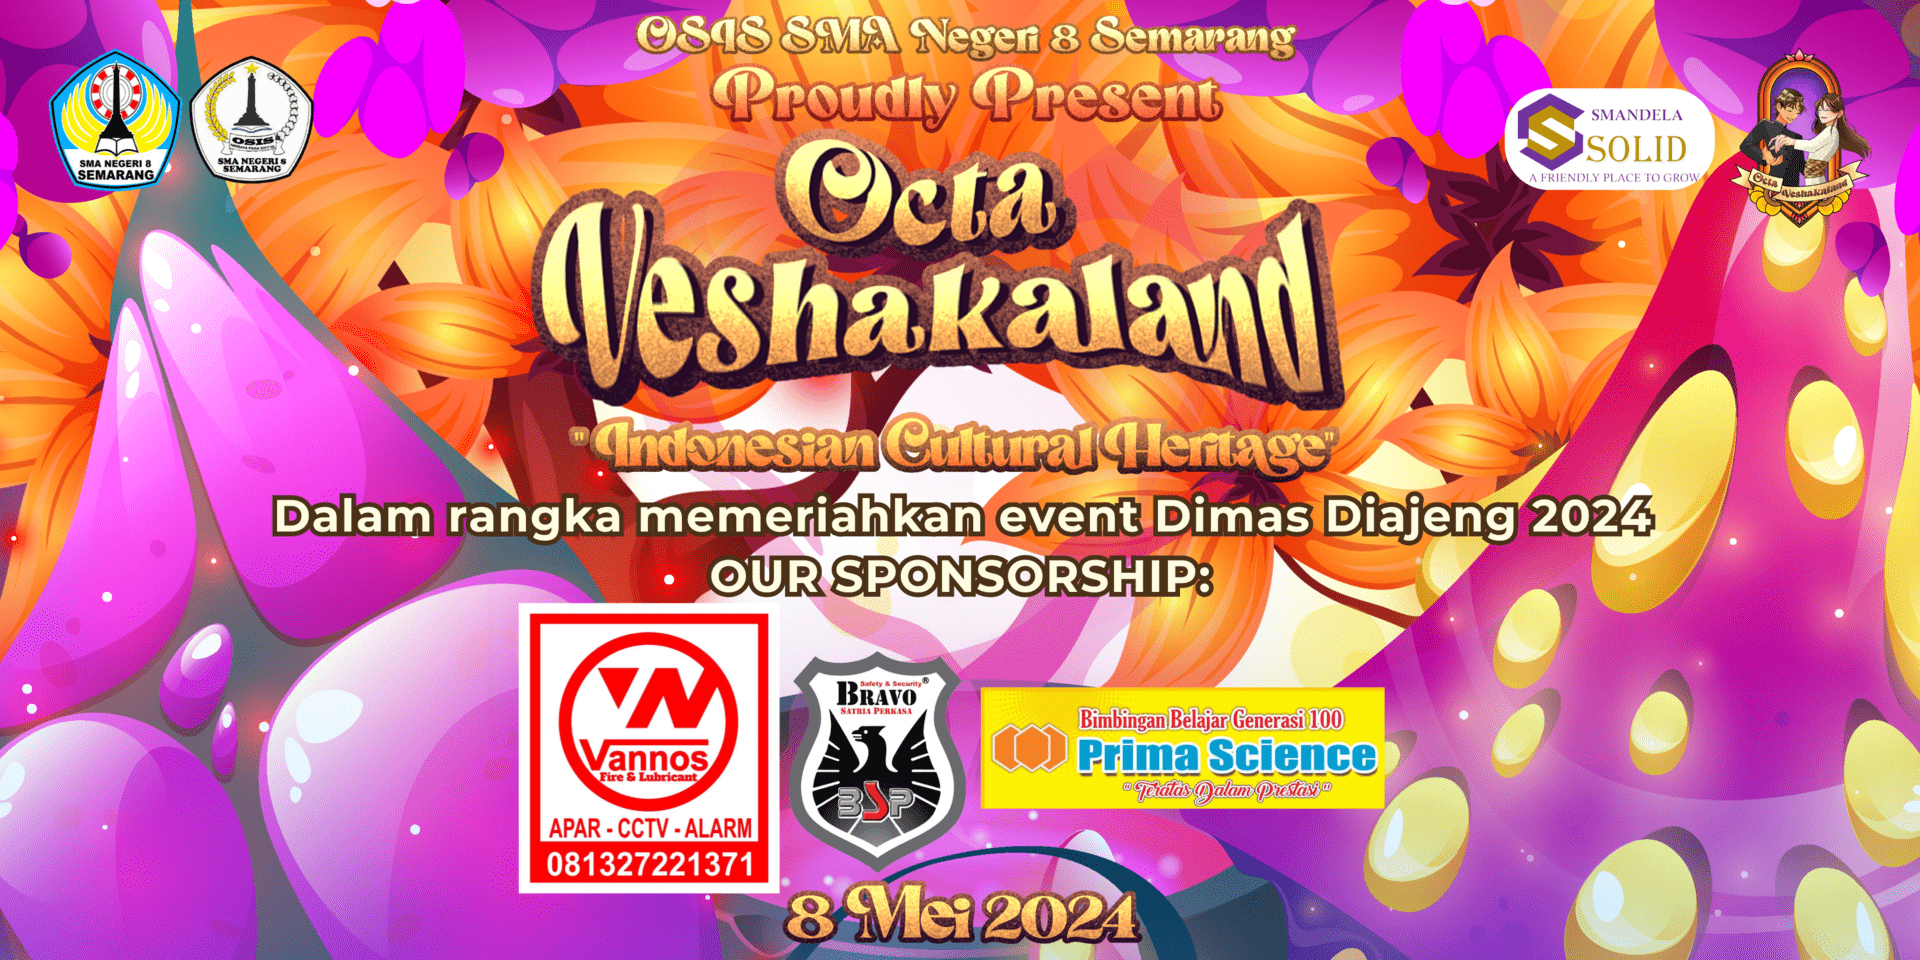 OSIS SMA Negeri 8 Semarang
Proudly Present
SMA NEGERI 8
SEMARANG
OSIS
SMA NEGERI 8
SEMARANG
SMANDELA
SOLID
A FRIENDLY PLACE TO GROW
Octa Veshakaland
Octa
Veshakaland
"Indonesian Cultural Heritage"
Dalam rangka memeriahkan event Dimas Diajeng 2024
OUR SPONSORSHIP:
VN
Vannos
Fire & Lubricant
APAR - CCTV - ALARM
081327221371
Safety & Security®
BRAVO
SATRIA PERKASA
BSP
Bimbingan Belajar Generasi 100
Prima Science
"Teratas Dalam Prestasi"
8 Mei 2024